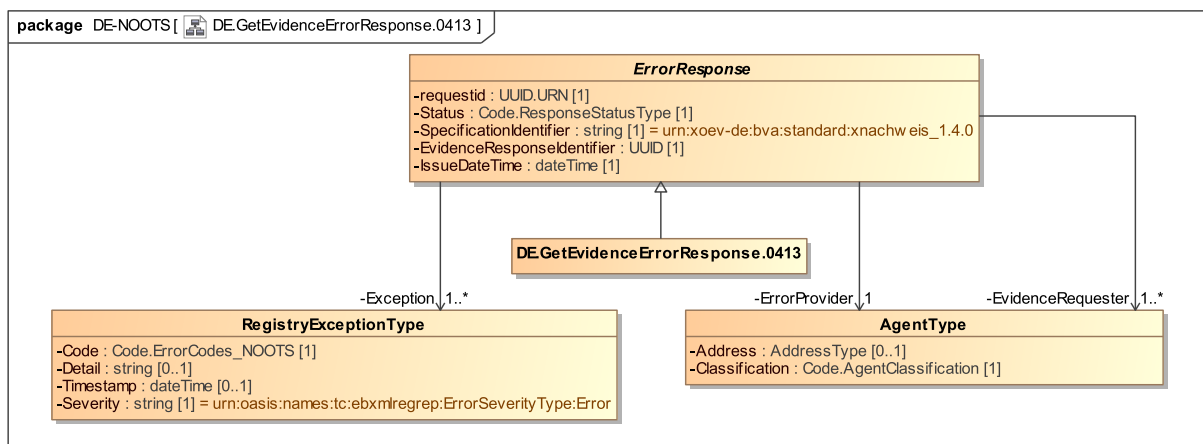 package DE-NOOTS [ DE.GetEvidenceErrorResponse.0413 ]
ErrorResponse
-requestid : UUID.URN [1]
-Status : Code.ResponseStatusType [1]
-SpecificationIdentifier : string [1] = urn:xoev-de:bva:standard:xnachweis_1.4.0
-EvidenceResponseIdentifier : UUID [1]
-IssueDateTime : dateTime [1]
DE.GetEvidenceErrorResponse.0413
-Exception 1..*
-ErrorProvider 1
-EvidenceRequester 1..*
RegistryExceptionType
-Code : Code.ErrorCodes_NOOTS [1]
-Detail : string [0..1]
-Timestamp : dateTime [0..1]
-Severity : string [1] = urn:oasis:names:tc:ebxmlregrep:ErrorSeverityType:Error
AgentType
-Address : AddressType [0..1]
-Classification : Code.AgentClassification [1]